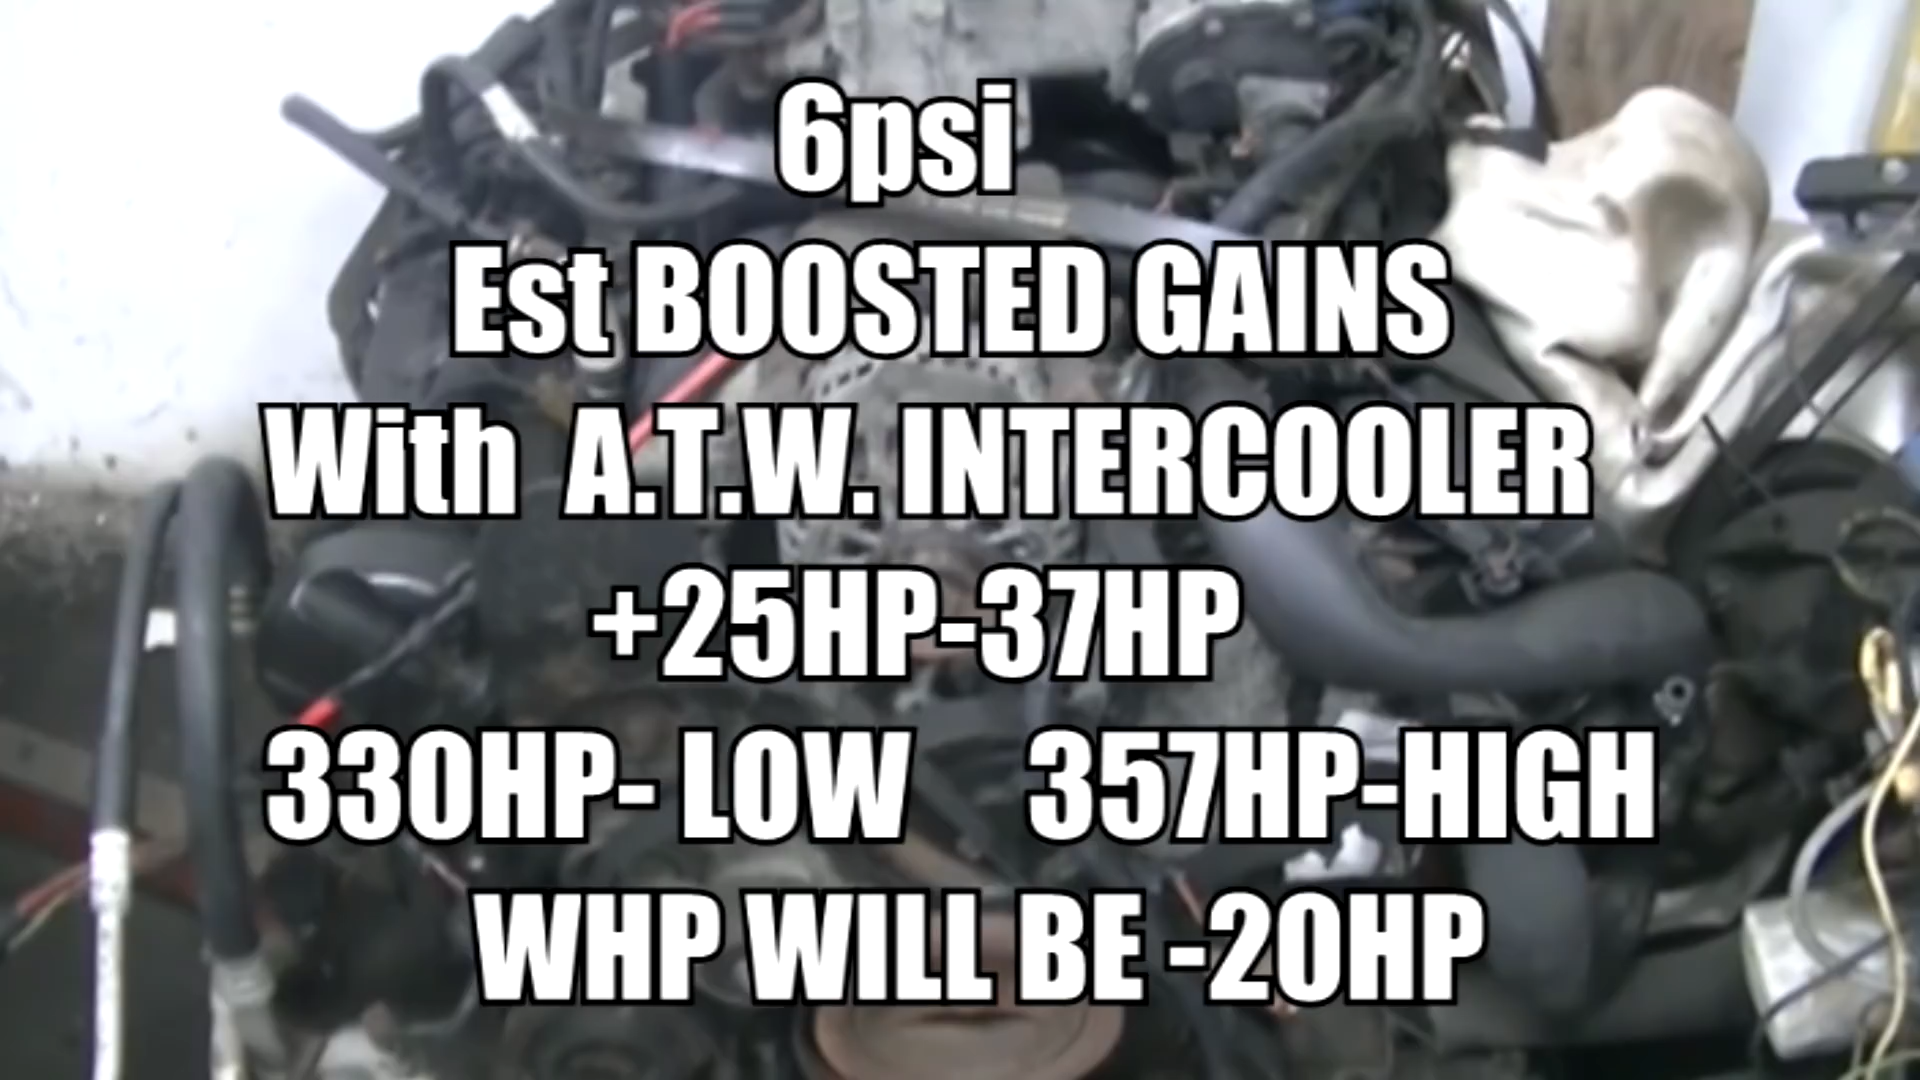 6psi
Est BOOSTED GAINS
With A.T.W. INTERCOOLER
+25HP-37HP
330HP- LOW 357HP-HIGH
WHP WILL BE -20HP